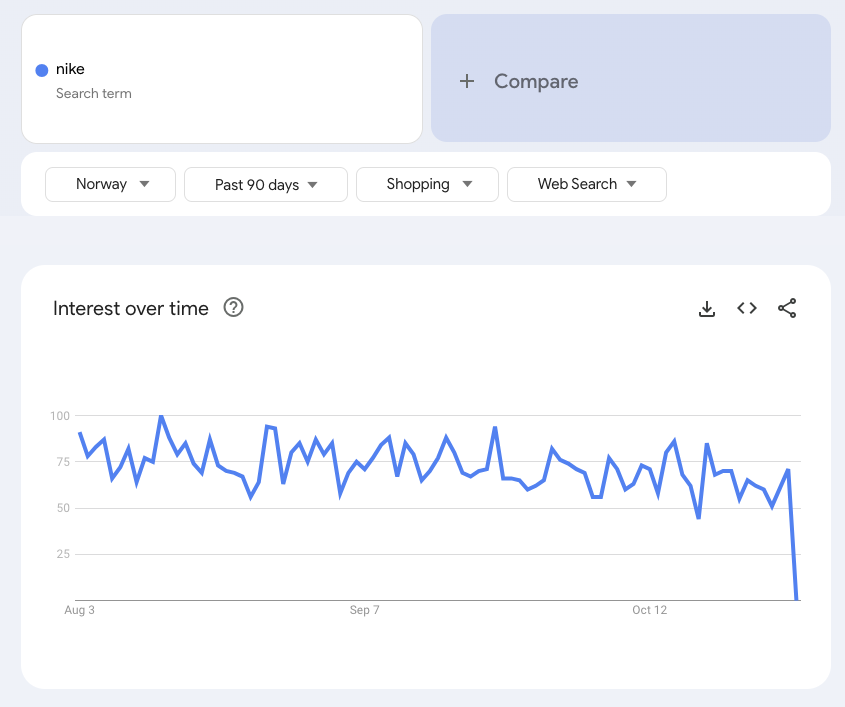 nike
Search term
Compare
Norway
Past 90 days
Shopping
Web Search
Interest over time
100
75
50
25
Aug 3
Sep 7
Oct 12